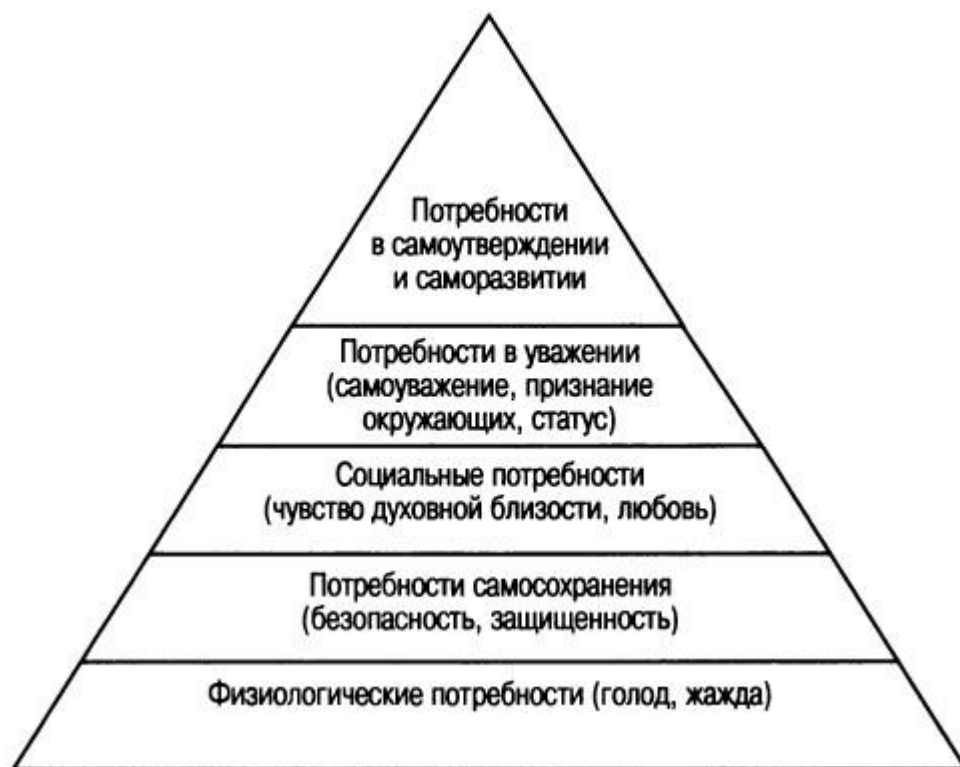 Потребности
в самоутверждении
и саморазвитии
Потребности в уважении
(самоуважение, признание
окружающих, статус)
Социальные потребности
(чувство духовной близости, любовь)
Потребности самосохранения
(безопасность, защищенность)
Физиологические потребности (голод, жажда)